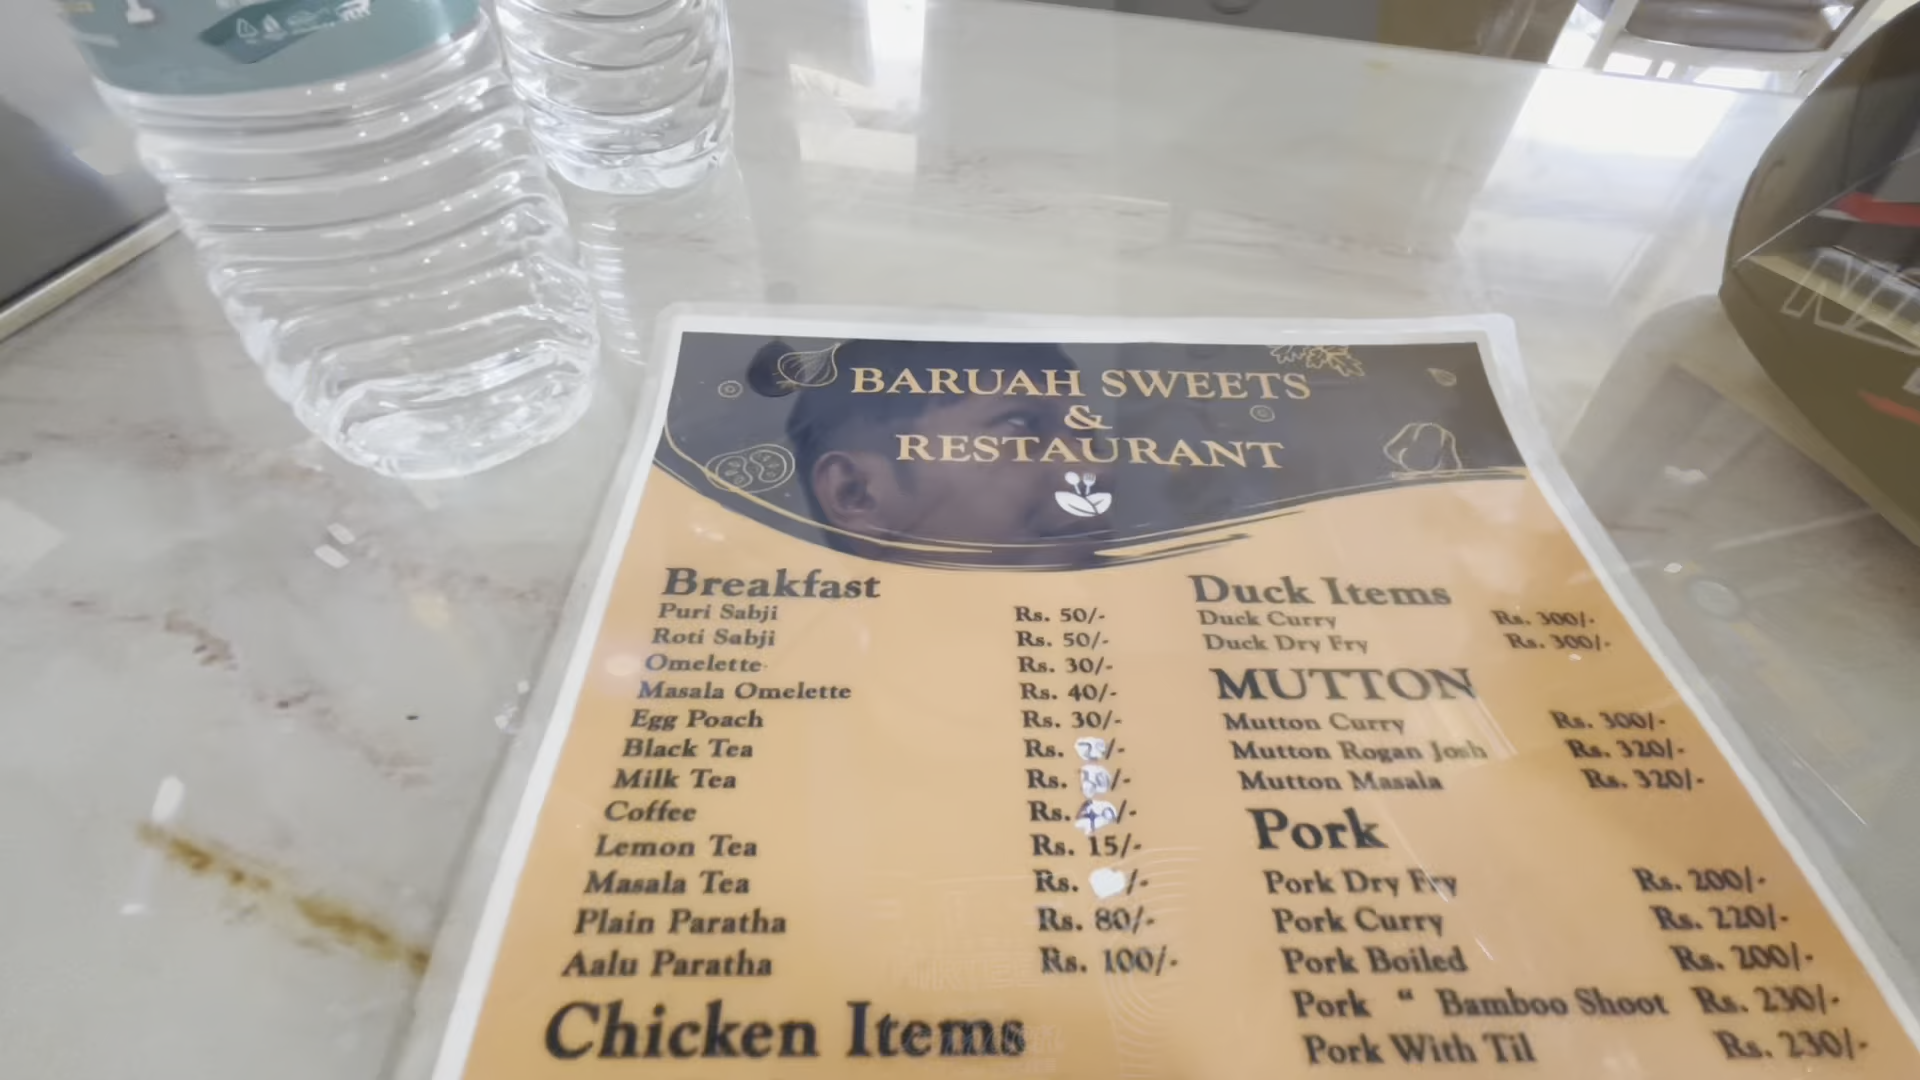 BARUAH SWEETS
&
RESTAURANT
Breakfast
Puri Sabji Rs. 50/-
Roti Sabji Rs. 50/-
Omelette Rs. 30/-
Masala Omelette Rs. 40/-
Egg Poach Rs. 30/-
Black Tea Rs. /-
Milk Tea Rs. 30/-
Coffee Rs. 40/-
Lemon Tea Rs. 15/-
Masala Tea Rs. /-
Plain Paratha Rs. 80/-
Aalu Paratha Rs. 100/-
Chicken Items
Duck Items
Duck Curry Rs. 300/-
Duck Dry Fry Rs. 300/-
MUTTON
Mutton Curry Rs. 300/-
Mutton Rogan Josh Rs. 320/-
Mutton Masala Rs. 320/-
Pork
Pork Dry Fry Rs. 200/-
Pork Curry Rs. 220/-
Pork Boiled Rs. 200/-
Pork “ Bamboo Shoot Rs. 230/-
Pork With Til Rs. 230/-